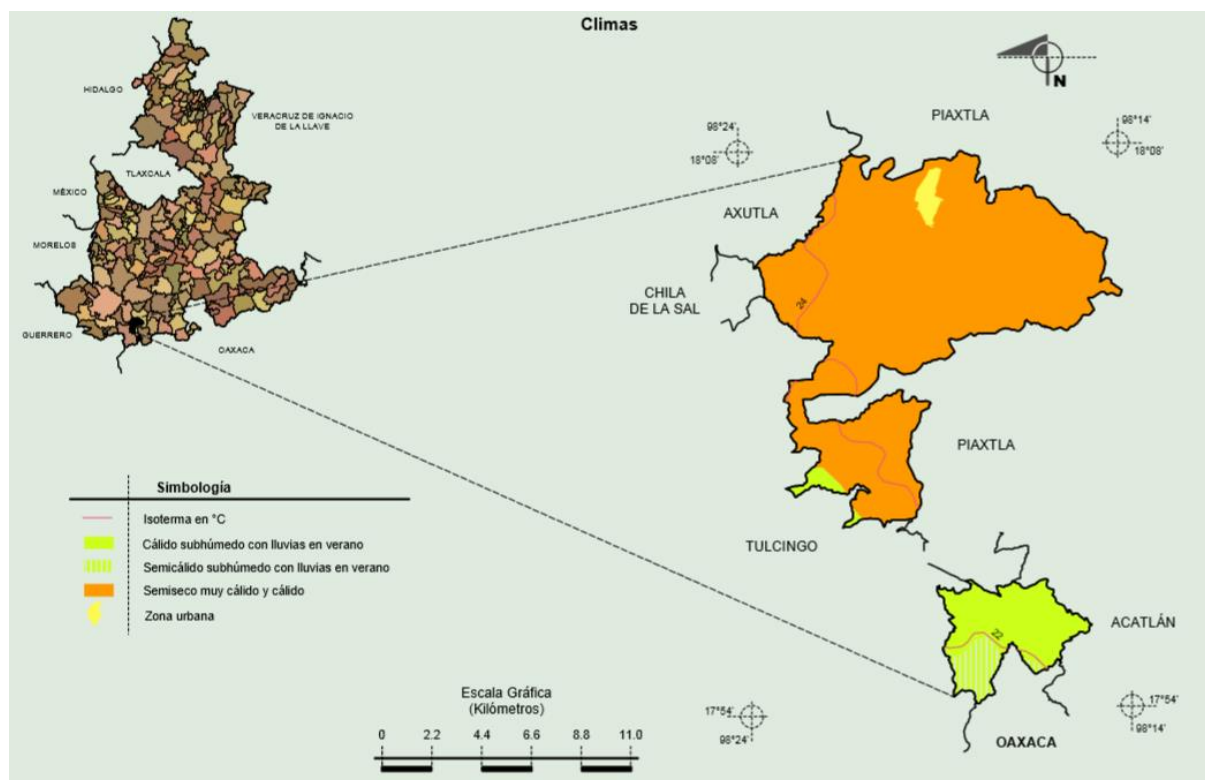 Climas
N
HIDALGO
VERACRUZ DE IGNACIO
DE LA LLAVE
TLAXCALA
MÉXICO
MORELOS
GUERRERO
OAXACA
PIAXTLA
98°24'
18°08'
98°14'
18°08'
AXUTLA
CHILA
DE LA SAL
24
PIAXTLA
TULCINGO
ACATLÁN
22
17°54'
98°24'
17°54'
98°14'
OAXACA
Simbología
Isoterma en °C
Cálido subhúmedo con lluvias en verano
Semicálido subhúmedo con lluvias en verano
Semiseco muy cálido y cálido
Zona urbana
Escala Gráfica
(Kilómetros)
0 2.2 4.4 6.6 8.8 11.0